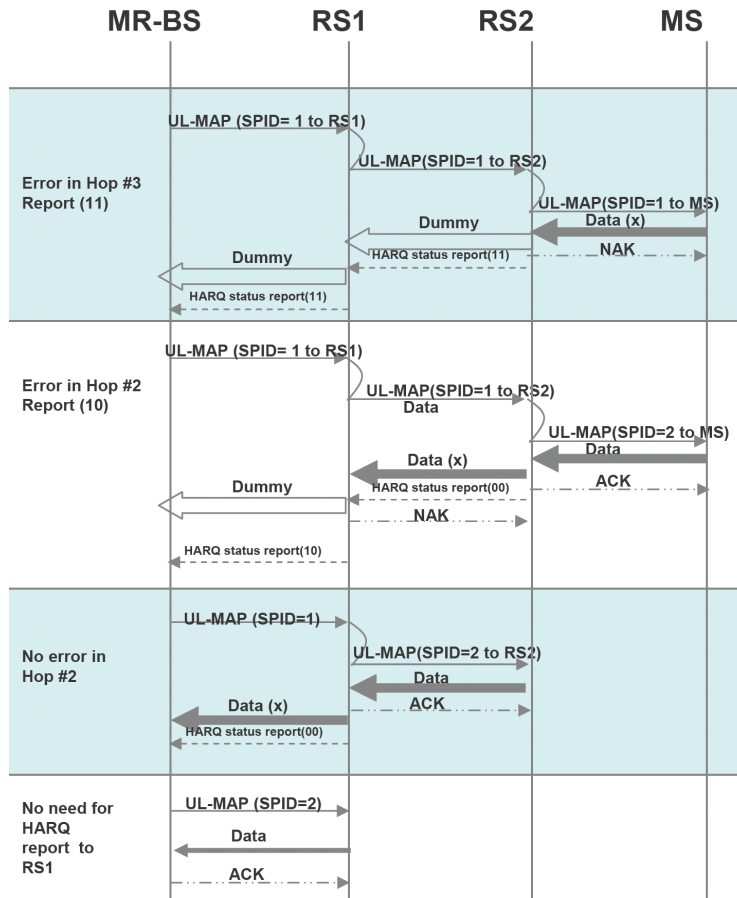 MR-BS RS1 RS2 MS
UL-MAP (SPID= 1 to RS1)
UL-MAP(SPID=1 to RS2)
Error in Hop #3
Report (11)
UL-MAP(SPID=1 to MS)
Data (x)
Dummy
NAK
HARQ status report(11)
Dummy
HARQ status report(11)
UL-MAP (SPID= 1 to RS1)
Error in Hop #2
Report (10)
UL-MAP(SPID=1 to RS2)
Data
UL-MAP(SPID=2 to MS)
Data
Data (x)
ACK
HARQ status report(00)
Dummy
NAK
HARQ status report(10)
UL-MAP (SPID=1)
No error in
Hop #2
UL-MAP(SPID=2 to RS2)
Data
ACK
Data (x)
HARQ status report(00)
No need for
HARQ
report to
RS1
UL-MAP (SPID=2)
Data
ACK